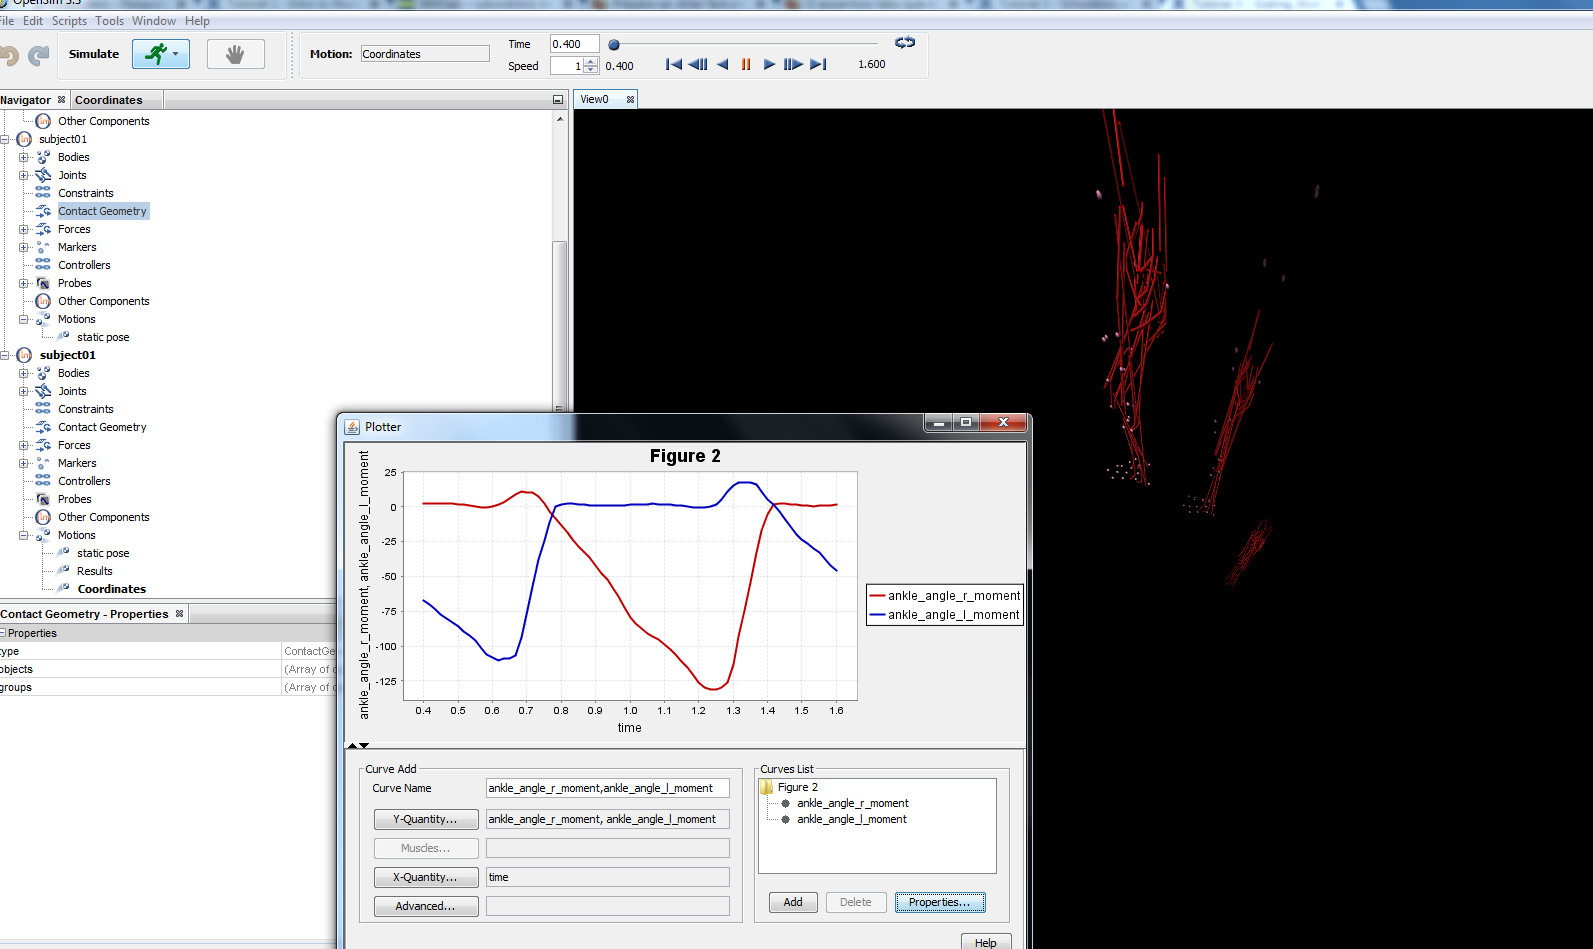 OpenSim 3.3
File Edit Scripts Tools Window Help
Simulate
Motion: Coordinates
Time 0.400
Speed 1 0.400
1.600
Navigator Coordinates
View0
Other Components
subject01
Bodies
Joints
Constraints
Contact Geometry
Forces
Markers
Controllers
Probes
Other Components
Motions
static pose
subject01
Bodies
Joints
Constraints
Contact Geometry
Forces
Markers
Controllers
Probes
Other Components
Motions
static pose
Results
Coordinates
Contact Geometry - Properties
Properties
type ContactGe
objects (Array of o
groups (Array of o
Plotter
Figure 2
ankle_angle_r_moment, ankle_angle_l_moment
25
0
-25
-50
-75
-100
-125
0.4 0.5 0.6 0.7 0.8 0.9 1.0 1.1 1.2 1.3 1.4 1.5 1.6
time
ankle_angle_r_moment
ankle_angle_l_moment
Curve Add
Curve Name ankle_angle_r_moment,ankle_angle_l_moment
Y-Quantity... ankle_angle_r_moment, ankle_angle_l_moment
Muscles...
X-Quantity... time
Advanced...
Curves List
Figure 2
ankle_angle_r_moment
ankle_angle_l_moment
Add Delete Properties...
Help